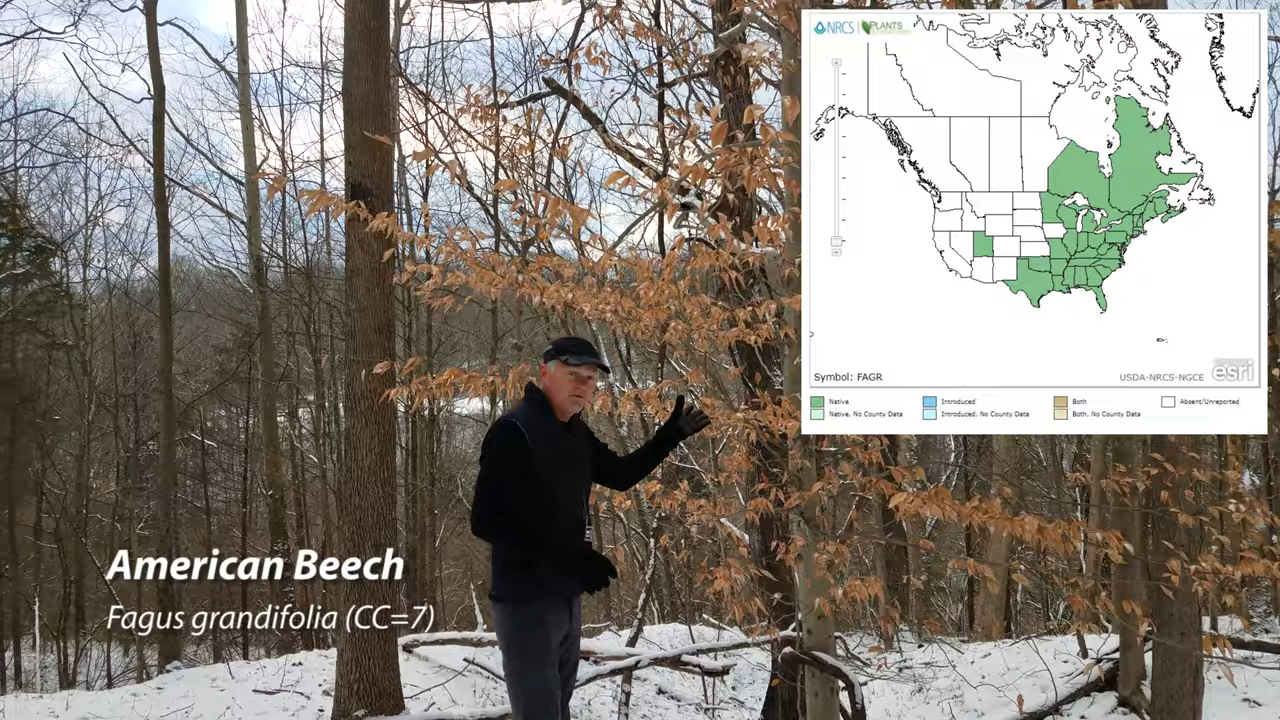 NRCS PLANTS
Symbol: FAGR
USDA-NRCS-NGCE
esri
Native
Introduced
Both
Absent/Unreported
Native, No County Data
Introduced, No County Data
Both, No County Data
American Beech
Fagus grandifolia (CC=7)